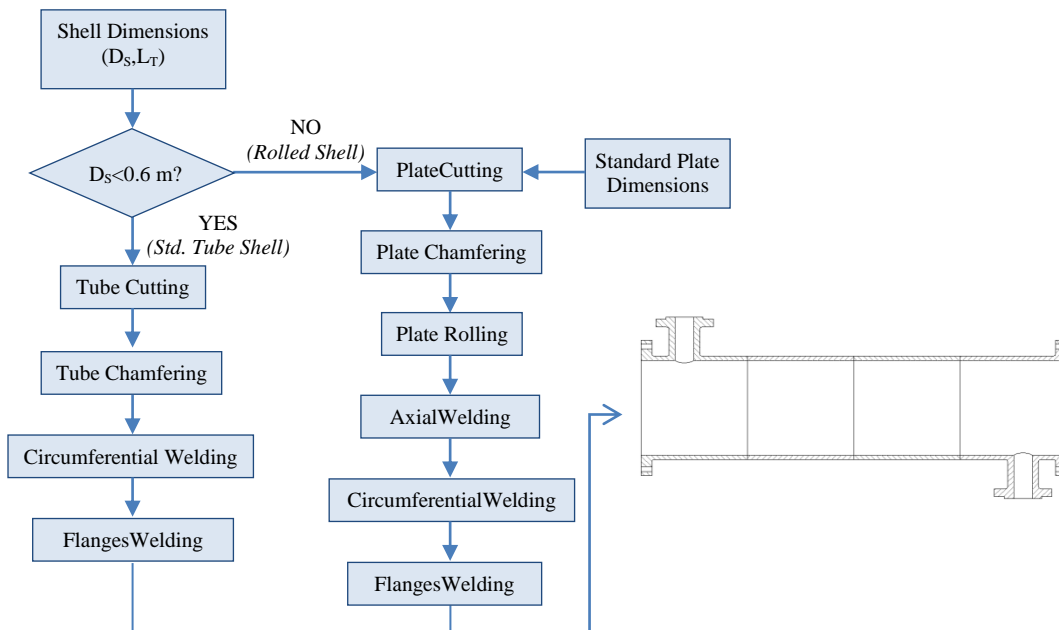 Shell Dimensions
(DS,LT)
DS<0.6 m?
NO
(Rolled Shell)
YES
(Std. Tube Shell)
Tube Cutting
Tube Chamfering
Circumferential Welding
FlangesWelding
PlateCutting
Standard Plate
Dimensions
Plate Chamfering
Plate Rolling
AxialWelding
CircumferentialWelding
FlangesWelding